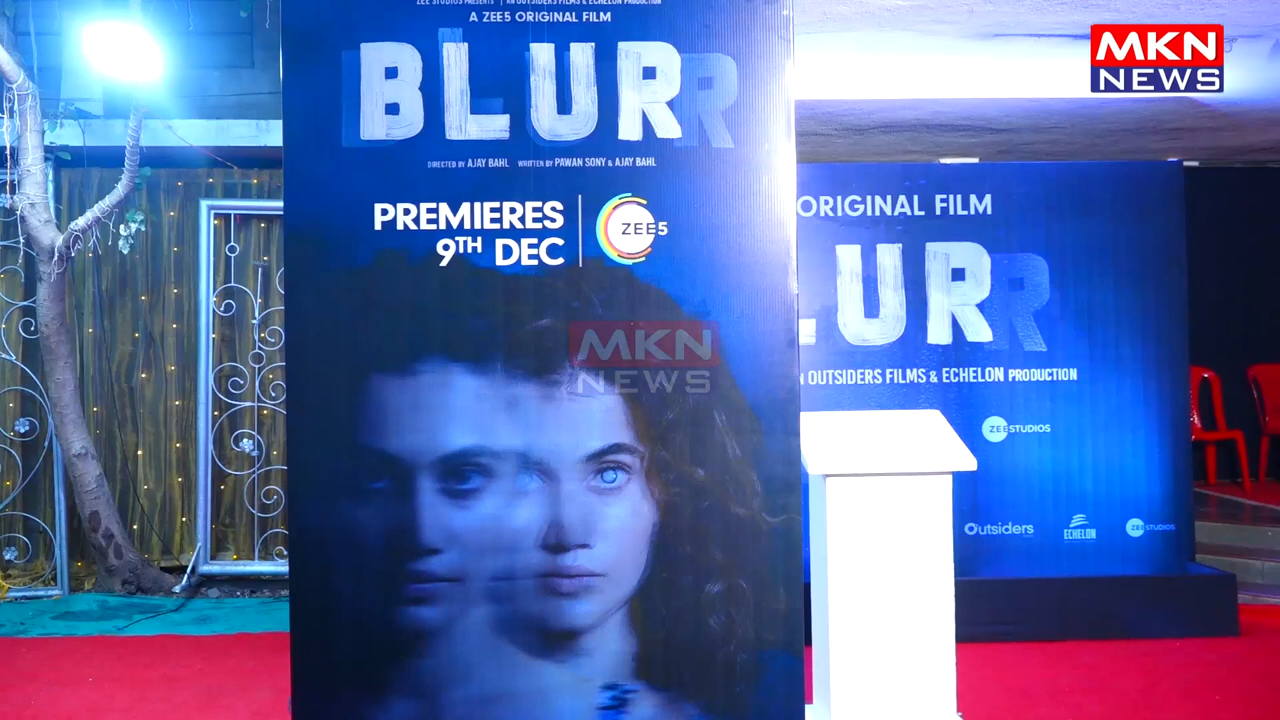 ZEE STUDIOS PRESENTS | AN OUTSIDERS FILMS & ECHELON PRODUCTION
A ZEE5 ORIGINAL FILM
BLURR
DIRECTED BY AJAY BAHL WRITTEN BY PAWAN SONY & AJAY BAHL
PREMIERES
9TH DEC
ZEE5
MKN
NEWS
MKN
NEWS
ORIGINAL FILM
LURR
OUTSIDERS FILMS & ECHELON PRODUCTION
ZEE STUDIOS
Outsiders
ECHELON
ZEE STUDIOS